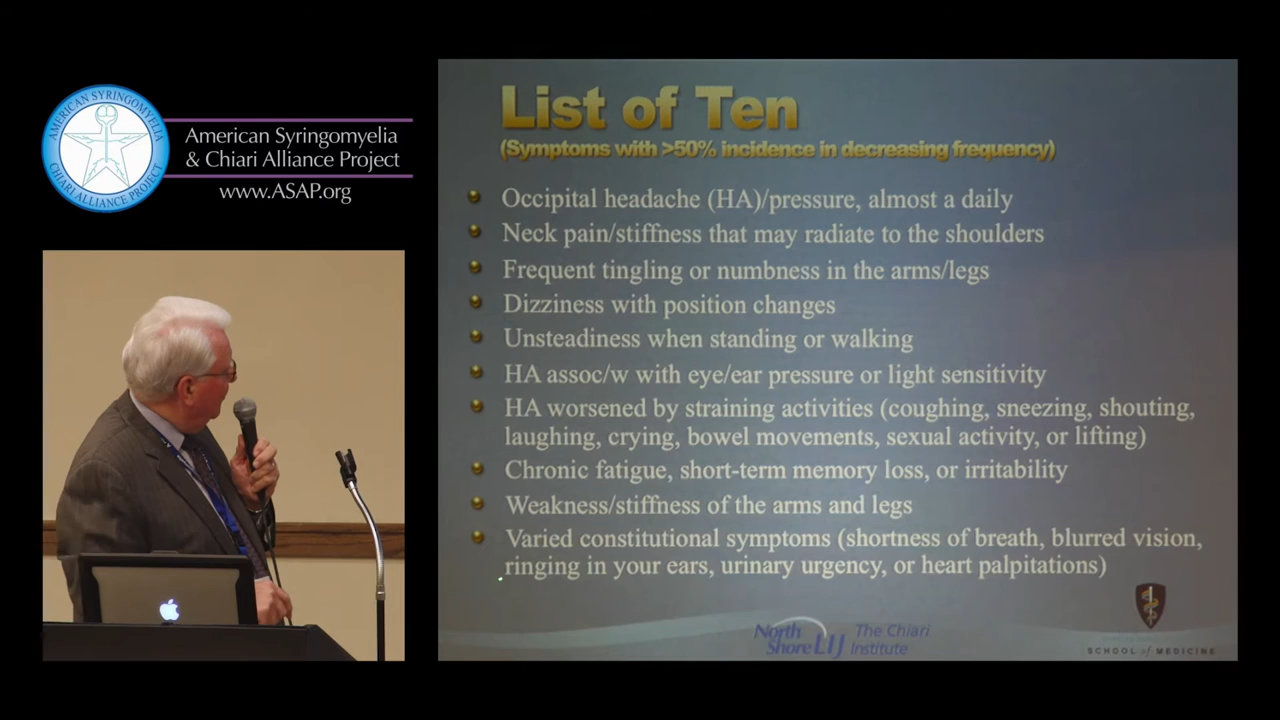 AMERICAN SYRINGOMYELIA
CHIARI ALLIANCE PROJECT
American Syringomyelia
& Chiari Alliance Project
www.ASAP.org
List of Ten
(Symptoms with >50% incidence in decreasing frequency)
Occipital headache (HA)/pressure, almost a daily
Neck pain/stiffness that may radiate to the shoulders
Frequent tingling or numbness in the arms/legs
Dizziness with position changes
Unsteadiness when standing or walking
HA assoc/w with eye/ear pressure or light sensitivity
HA worsened by straining activities (coughing, sneezing, shouting,
laughing, crying, bowel movements, sexual activity, or lifting)
Chronic fatigue, short-term memory loss, or irritability
Weakness/stiffness of the arms and legs
Varied constitutional symptoms (shortness of breath, blurred vision,
ringing in your ears, urinary urgency, or heart palpitations)
North
Shore LIJ
The Chiari
Institute
SCHOOL of MEDICINE